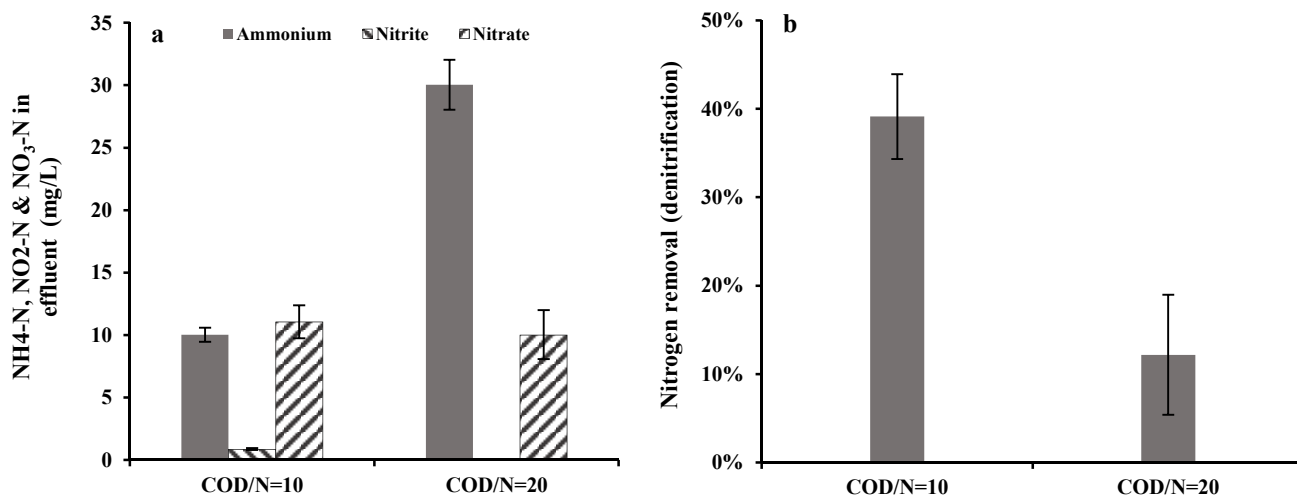 a
Ammonium Nitrite Nitrate
NH4-N, NO2-N & NO₃-N in
effluent (mg/L)
35
30
25
20
15
10
5
0
COD/N=10 COD/N=20
b
Nitrogen removal (denitrification)
50%
40%
30%
20%
10%
0%
COD/N=10 COD/N=20